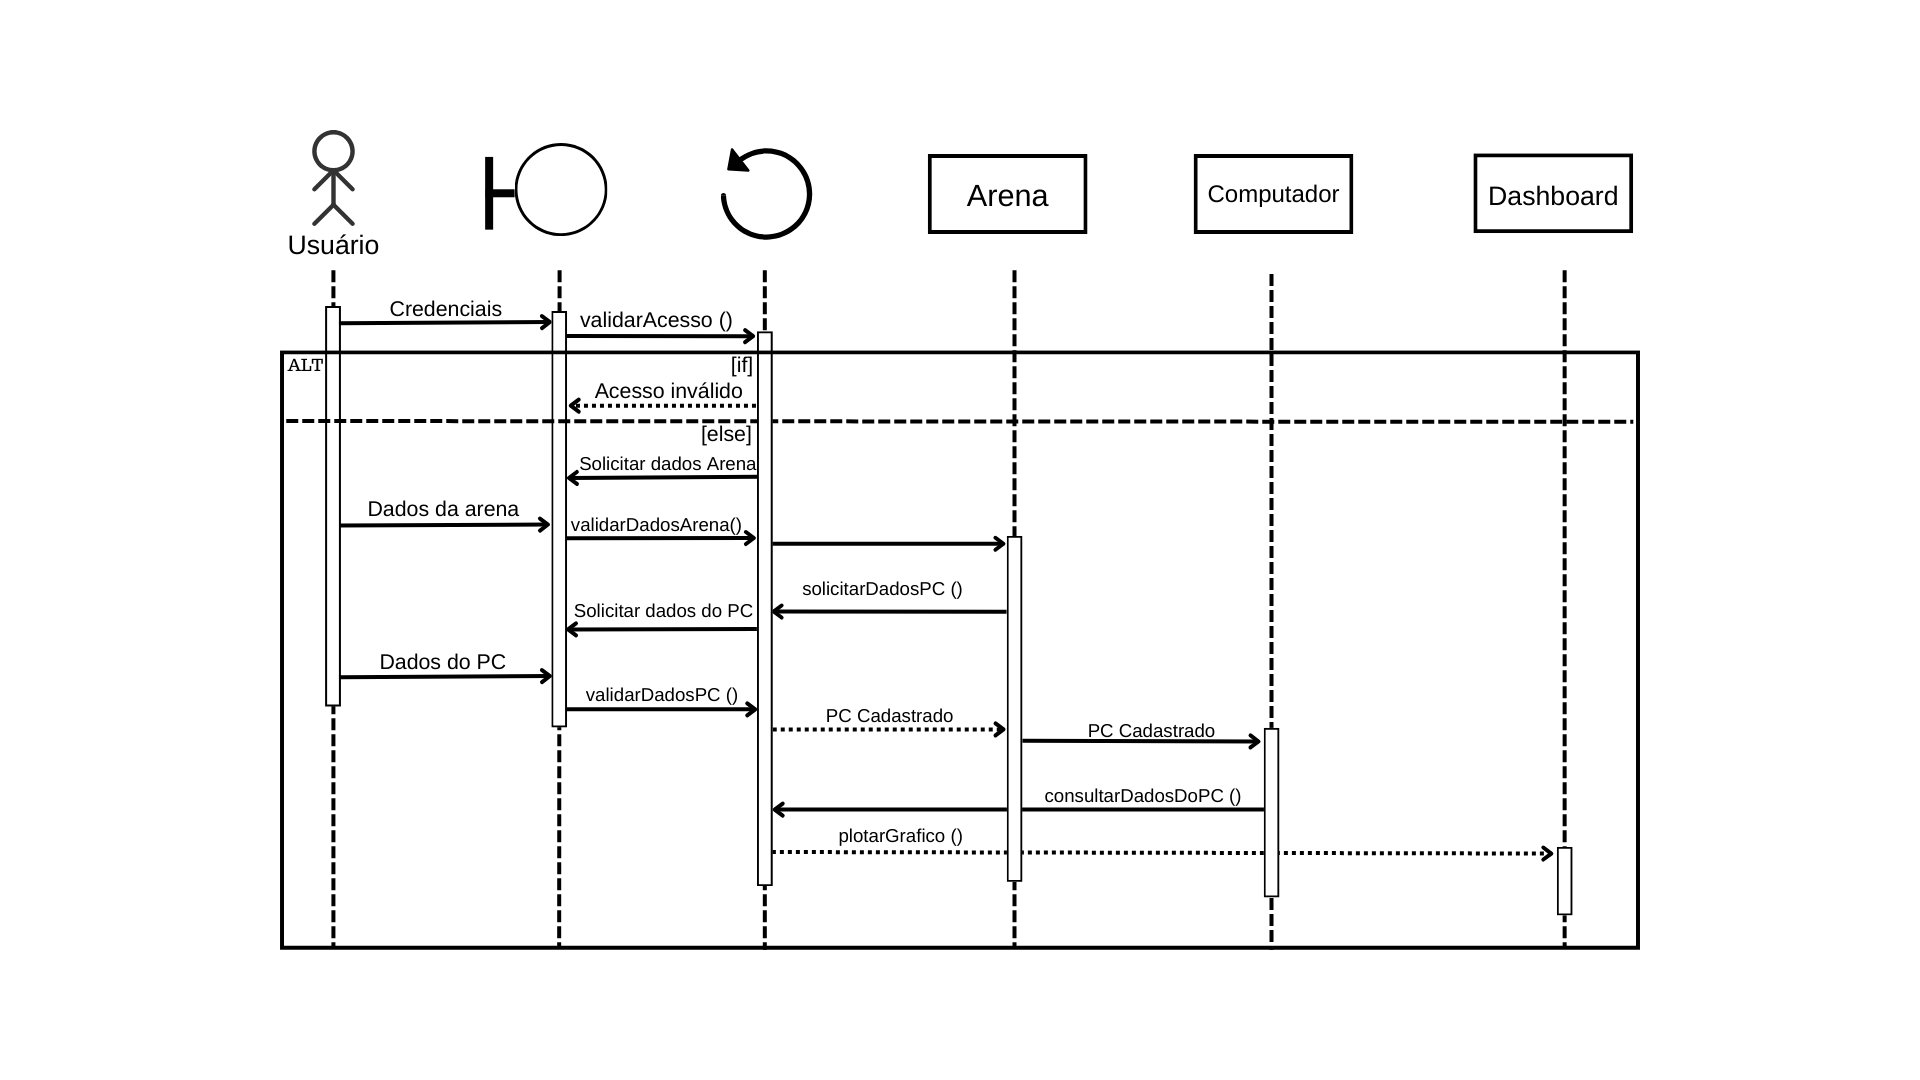 Arena
Computador
Dashboard
Usuário
Credenciais
validarAcesso ()
ALT
[if]
Acesso inválido
[else]
Solicitar dados Arena
Dados da arena
validarDadosArena()
solicitarDadosPC ()
Solicitar dados do PC
Dados do PC
validarDadosPC ()
PC Cadastrado
PC Cadastrado
consultarDadosDoPC ()
plotarGrafico ()